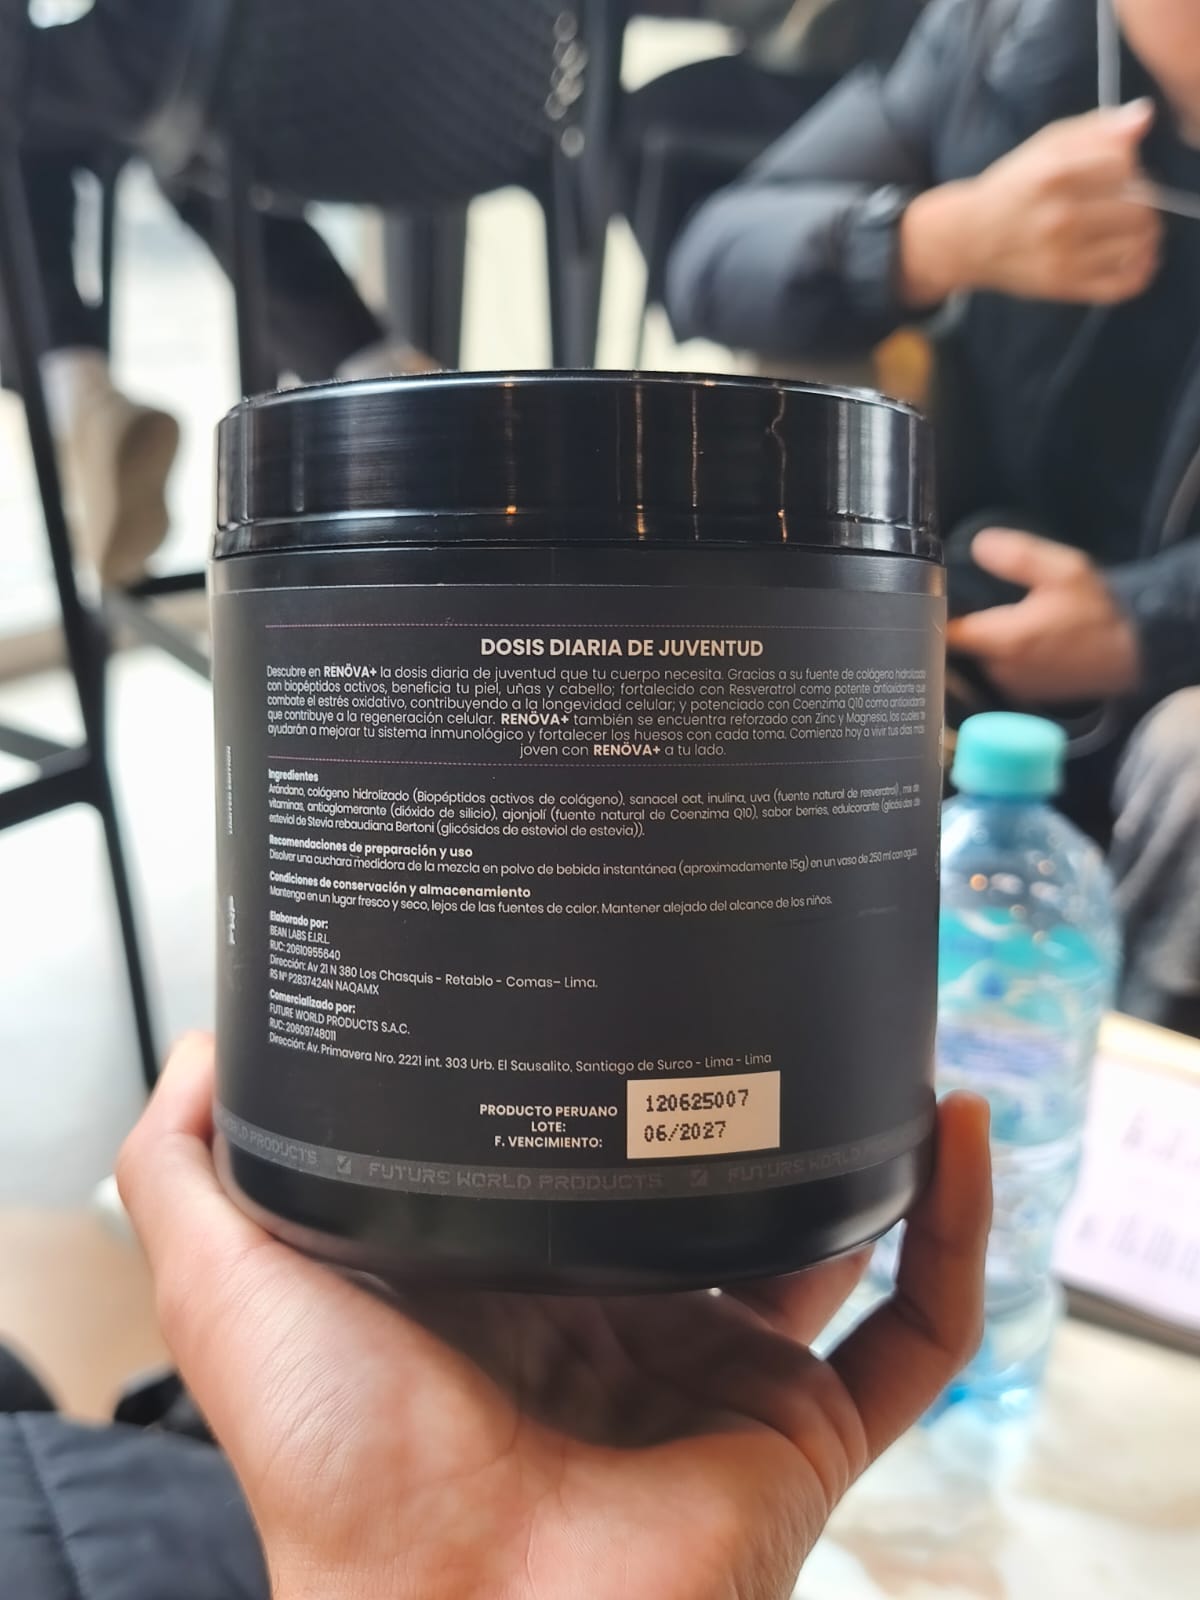 DOSIS DIARIA DE JUVENTUD
Descubre en RENÖVA+ la dosis diaria de juventud que tu cuerpo necesita. Gracias a su fuente de colágeno hidrolizado
con biopéptidos activos, beneficia tu piel, uñas y cabello; fortalecido con Resveratrol como potente antioxidante que
combate el estrés oxidativo, contribuyendo a la longevidad celular; y potenciado con Coenzima Q10 como antioxidante
que contribuye a la regeneración celular. RENÖVA+ también se encuentra reforzado con Zinc y Magnesio, los cuales te
ayudarán a mejorar tu sistema inmunológico y fortalecer los huesos con cada toma. Comienza hoy a vivir tus días más
joven con RENÖVA+ a tu lado.
Ingredientes
Arándano, colágeno hidrolizado (Biopéptidos activos de colágeno), sanacel oat, inulina, uva (fuente natural de resveratrol), mix de
vitaminas, antiaglomerante (dióxido de silicio), ajonjolí (fuente natural de Coenzima Q10), sabor berries, edulcorante (glicósidos de
esteviol de Stevia rebaudiana Bertoni (glicósidos de esteviol de estevia)).
Recomendaciones de preparación y uso
Disolver una cuchara medidora de la mezcla en polvo de bebida instantánea (aproximadamente 15g) en un vaso de 250 ml con agua.
Condiciones de conservación y almacenamiento
Mantenga en un lugar fresco y seco, lejos de las fuentes de calor. Mantener alejado del alcance de los niños.
Elaborado por:
BEAN LABS E.I.R.L
RUC: 20610955640
Dirección: Av 21 N 380 Los Chasquis - Retablo - Comas- Lima.
RS N° P2837424N NAQAMX
Comercializado por:
FUTURE WORLD PRODUCTS S.A.C.
RUC: 20609748011
Dirección: Av. Primavera Nro. 2221 int. 303 Urb. El Sausalito, Santiago de Surco - Lima - Lima
PRODUCTO PERUANO
LOTE: 120625007
F. VENCIMIENTO: 06/2027
WORLD PRODUCTS FUTURE WORLD PRODUCTS FUTURE WORLD
LIMITED EDITION